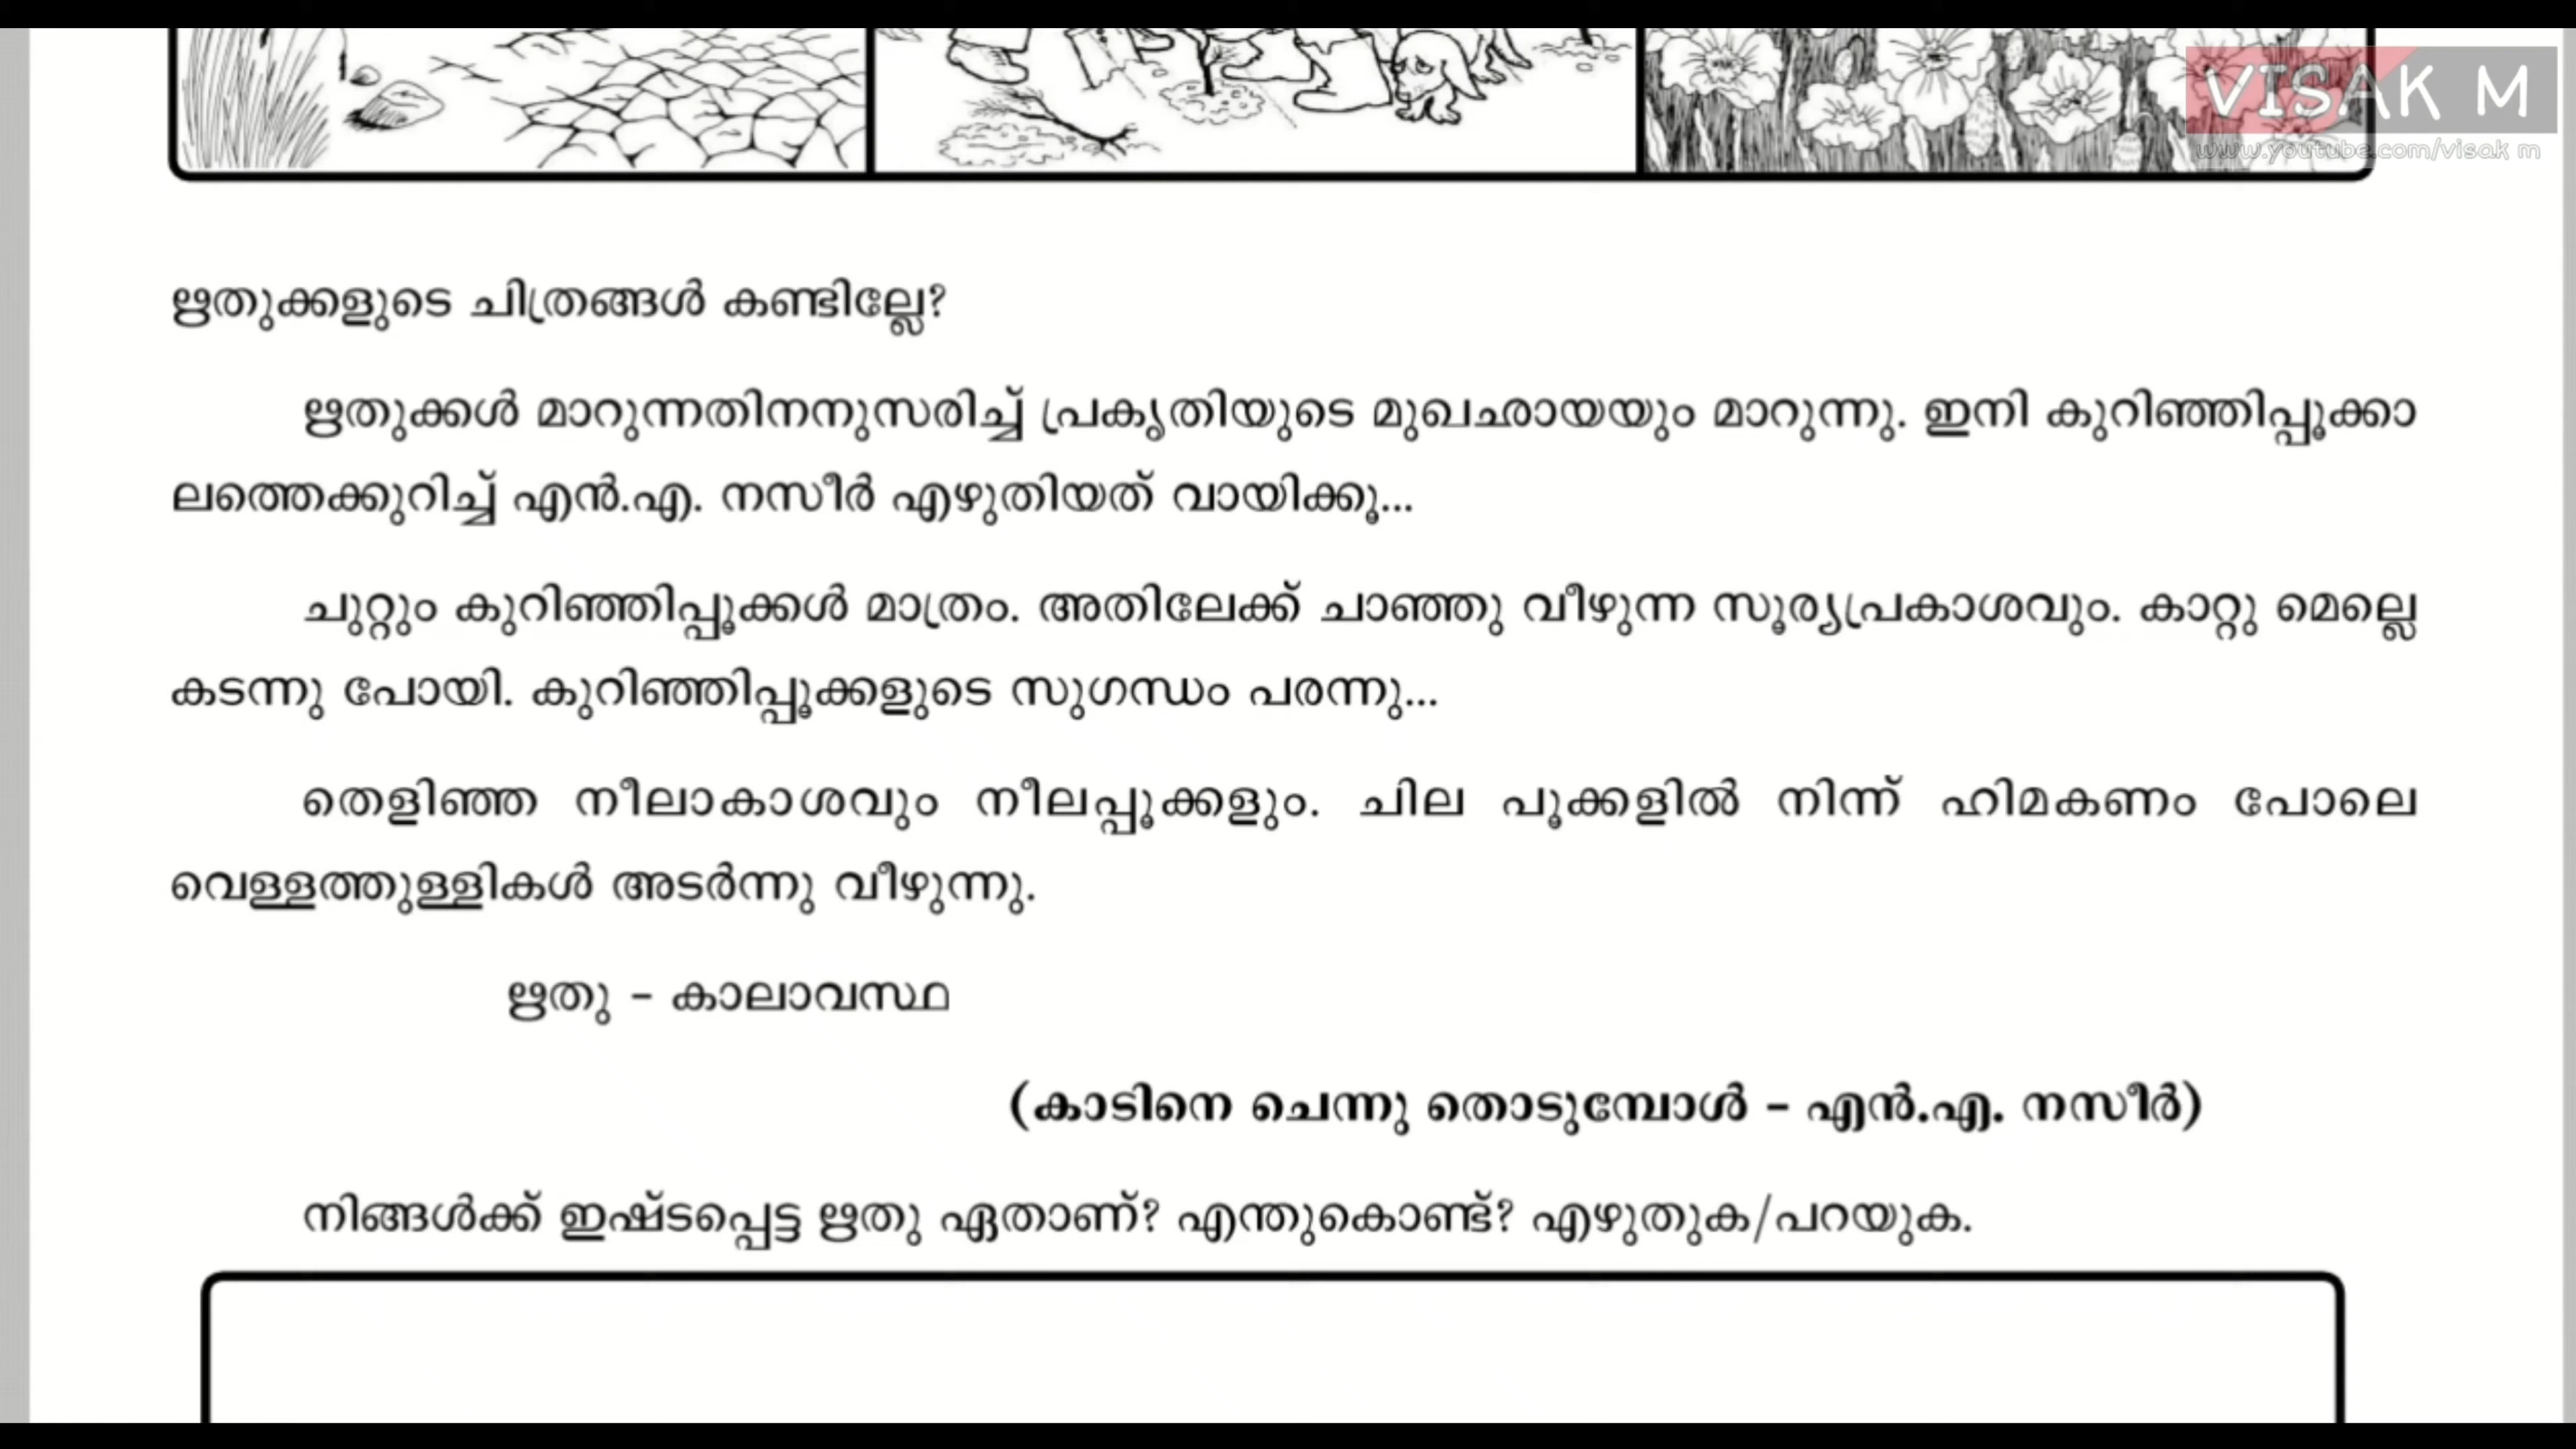 VISAK M
www.youtube.com/visak m
ഋതുക്കളുടെ ചിത്രങ്ങൾ കണ്ടില്ലേ?
ഋതുക്കൾ മാറുന്നതിനനുസരിച്ച് പ്രകൃതിയുടെ മുഖഛായയും മാറുന്നു. ഇനി കുറിഞ്ഞിപ്പൂക്കാ
ലത്തെക്കുറിച്ച് എൻ.എ. നസീർ എഴുതിയത് വായിക്കൂ...
ചുറ്റും കുറിഞ്ഞിപ്പൂക്കൾ മാത്രം. അതിലേക്ക് ചാഞ്ഞു വീഴുന്ന സൂര്യപ്രകാശവും. കാറ്റു മെല്ലെ
കടന്നു പോയി. കുറിഞ്ഞിപ്പൂക്കളുടെ സുഗന്ധം പരന്നു...
തെളിഞ്ഞ നീലാകാശവും നീലപ്പൂക്കളും. ചില പൂക്കളിൽ നിന്ന് ഹിമകണം പോലെ
വെള്ളത്തുള്ളികൾ അടർന്നു വീഴുന്നു.
ഋതു - കാലാവസ്ഥ
(കാടിനെ ചെന്നു തൊടുമ്പോൾ - എൻ.എ. നസീർ)
നിങ്ങൾക്ക് ഇഷ്ടപ്പെട്ട ഋതു ഏതാണ്? എന്തുകൊണ്ട്? എഴുതുക/പറയുക.